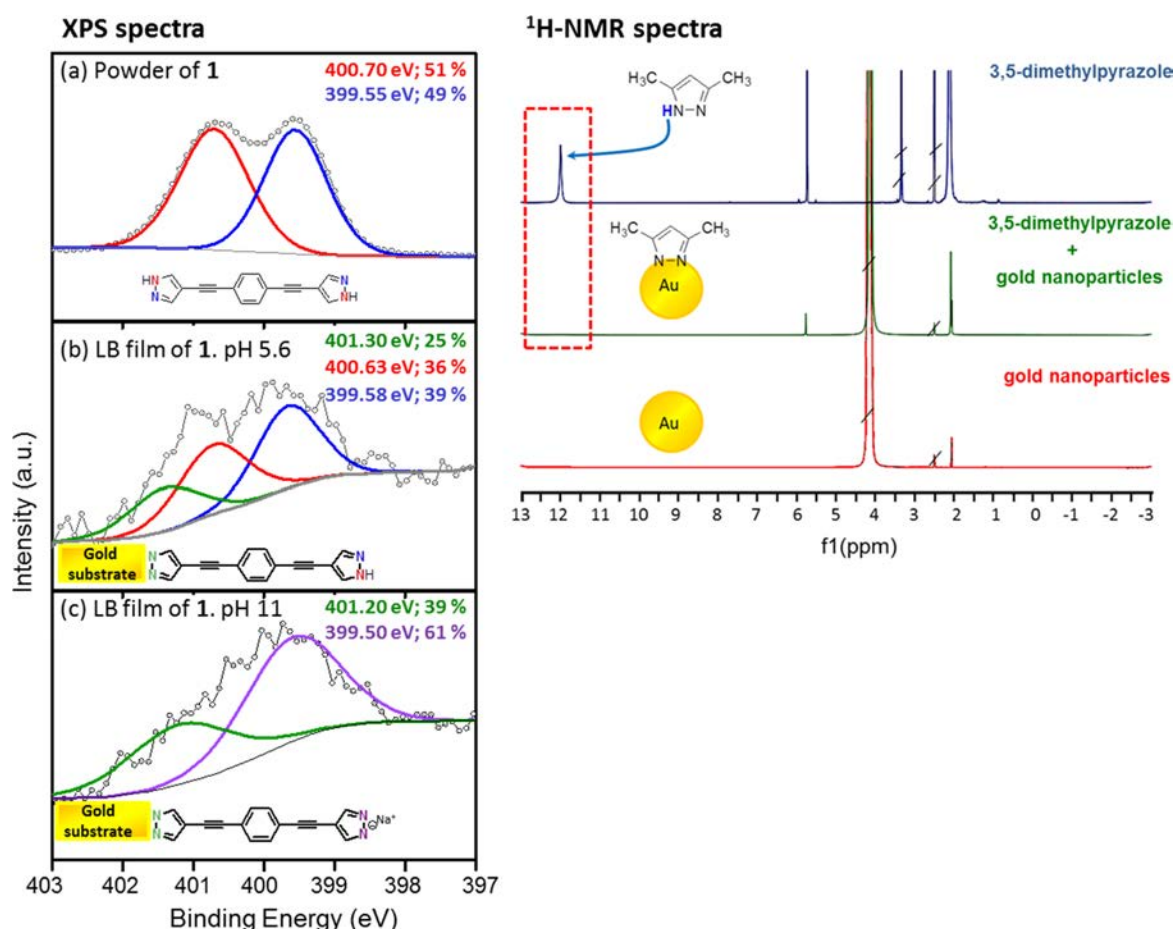 XPS spectra
(a) Powder of 1
400.70 eV; 51 %
399.55 eV; 49 %
HN
N
N
NH
(b) LB film of 1. pH 5.6
401.30 eV; 25 %
400.63 eV; 36 %
399.58 eV; 39 %
Gold
substrate
N
N
N
NH
(c) LB film of 1. pH 11
401.20 eV; 39 %
399.50 eV; 61 %
Gold
substrate
N
N
N
N
⊖Na⁺
Intensity (a.u.)
403 402 401 400 399 398 397
Binding Energy (eV)
¹H-NMR spectra
H₃C CH₃
HN–N
3,5-dimethylpyrazole
H₃C CH₃
N–N
Au
3,5-dimethylpyrazole
+
gold nanoparticles
gold nanoparticles
Au
13 12 11 10 9 8 7 6 5 4 3 2 1 0 -1 -2 -3
f1(ppm)